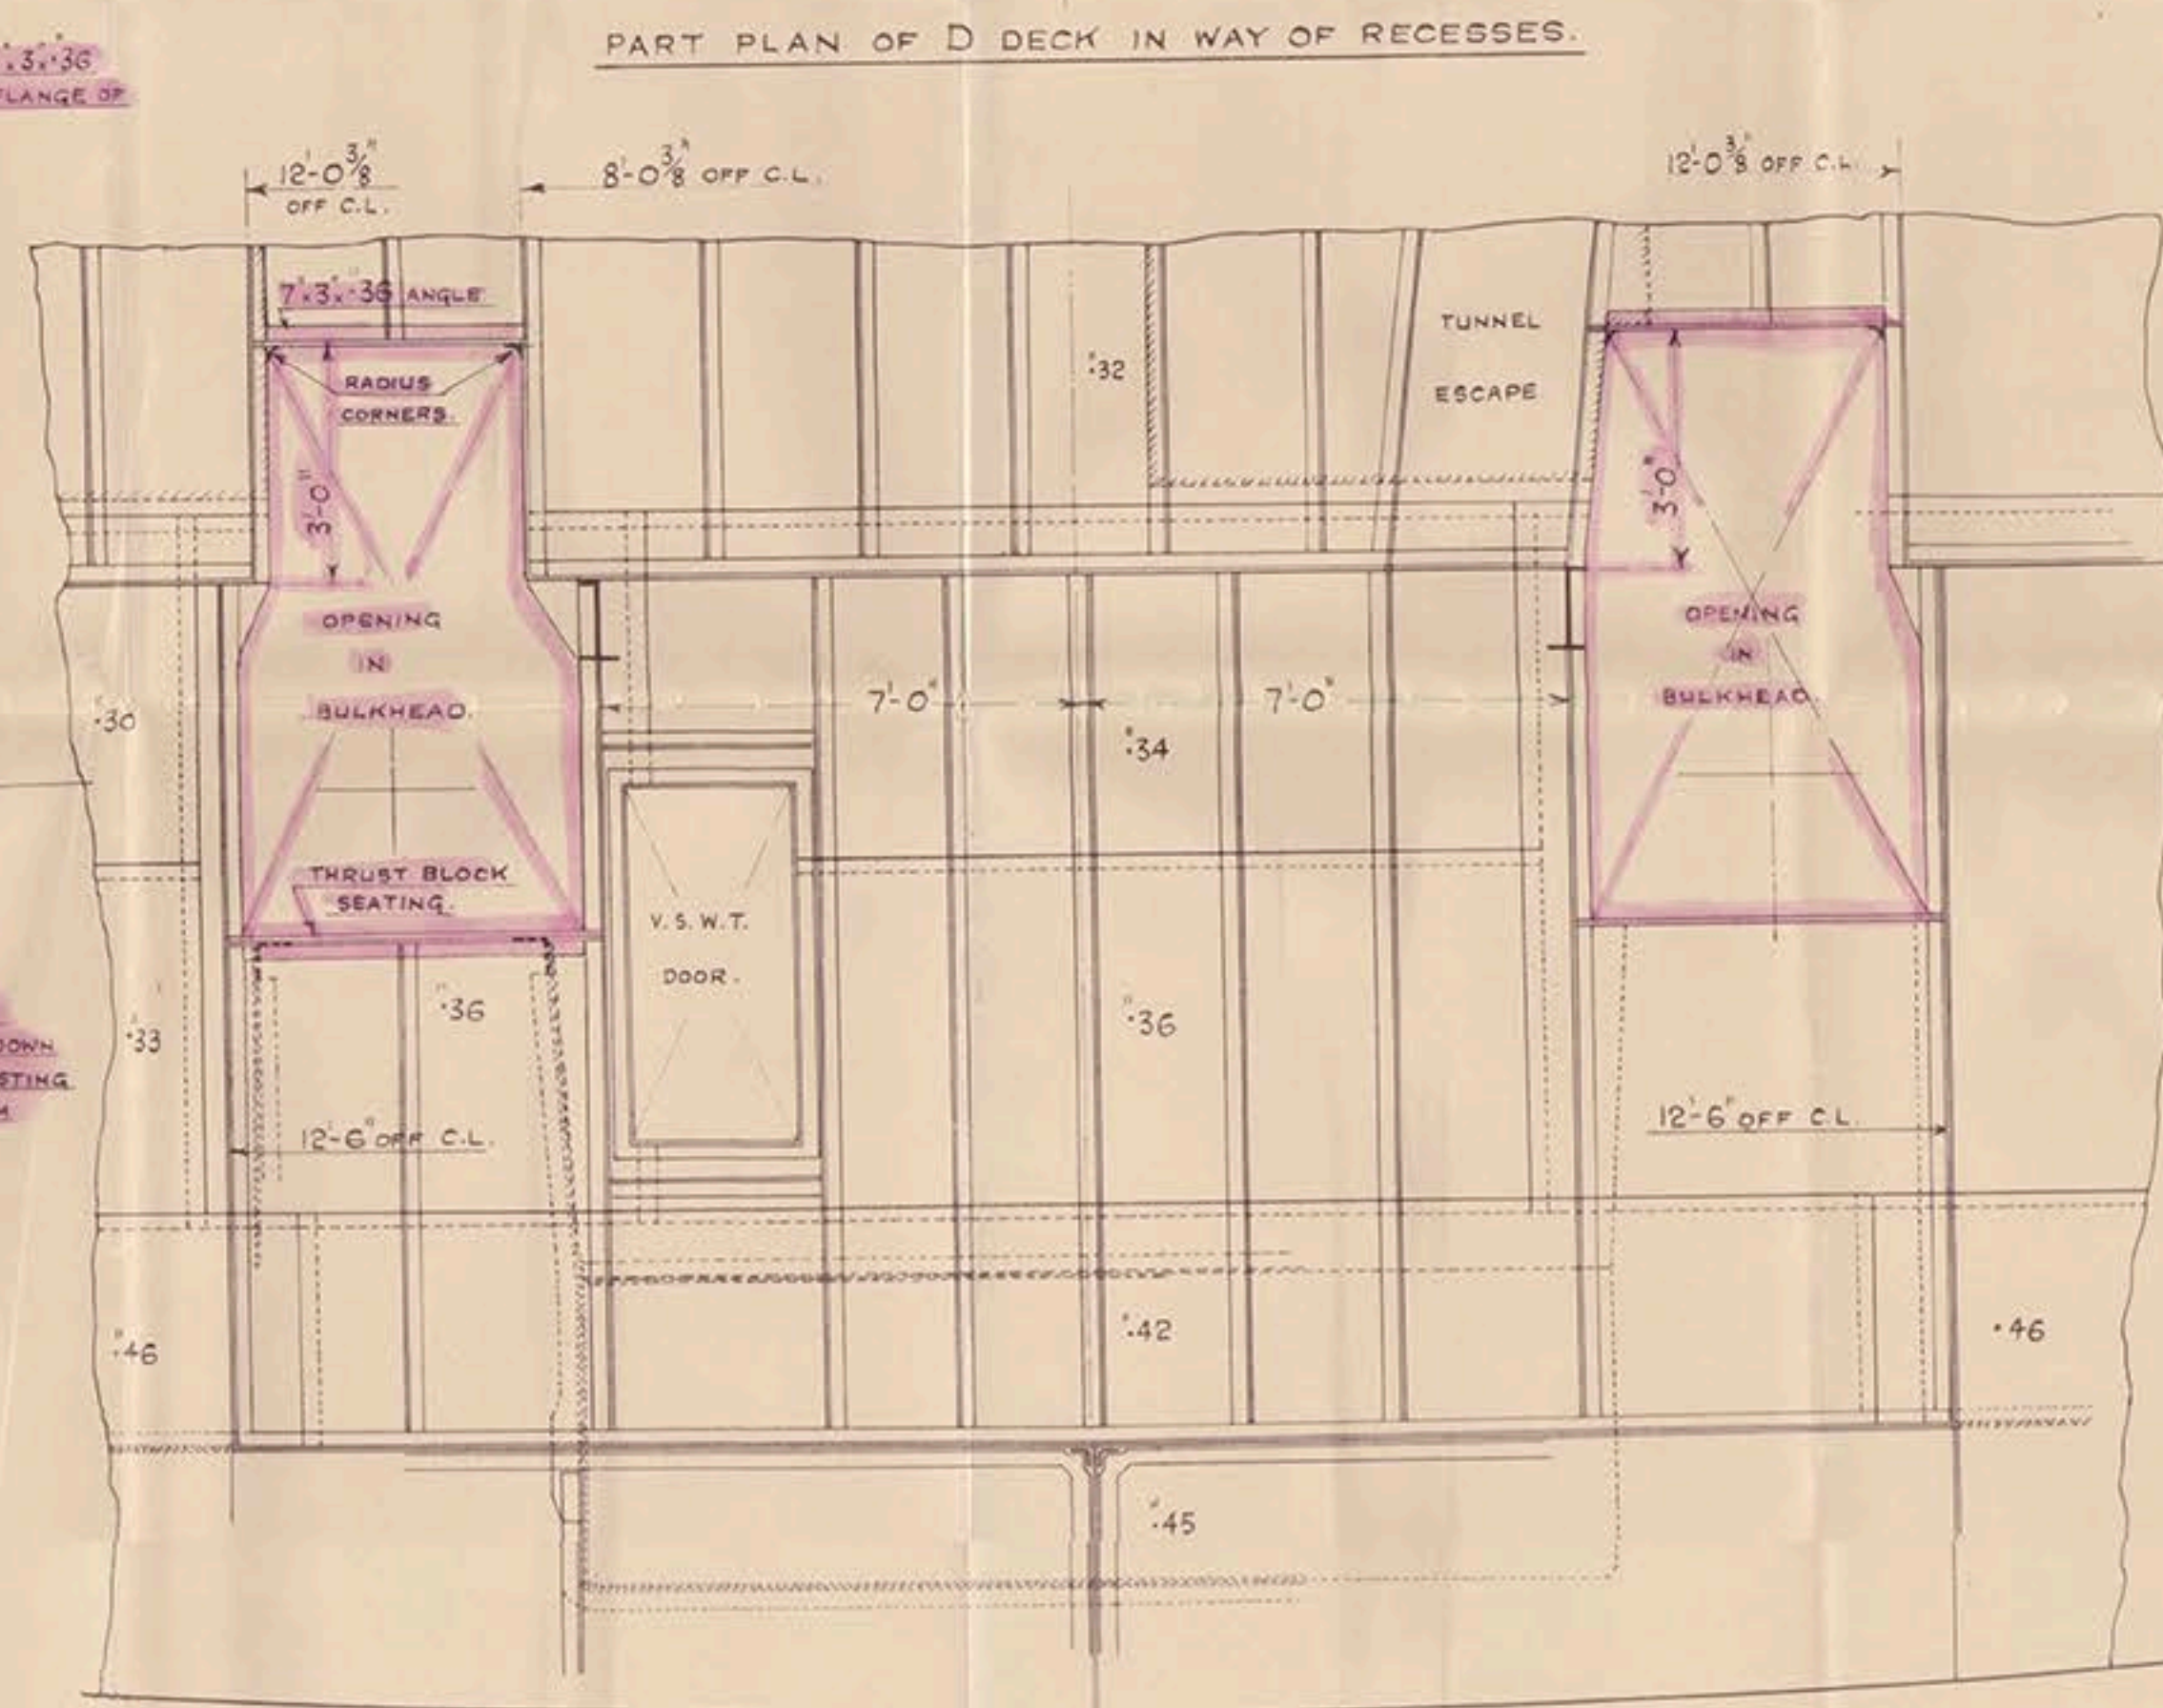 PART PLAN OF D DECK IN WAY OF RECESSES.
"×3"×·36
FLANGE OF
12'-0⅜"
OFF C.L.
8'-0⅜" OFF C.L.
12'-0⅜" OFF C.L.
7"×3"×·36" ANGLE
RADIUS
CORNERS.
3'-0"
·32"
TUNNEL
ESCAPE
3'-0"
OPENING
IN
BULKHEAD.
OPENING
IN
BULKHEAD.
·30"
7'-0"
7'-0"
·34"
THRUST BLOCK
SEATING.
V.S.W.T.
DOOR.
·36"
·36"
·33"
DOWN
STING
12'-6" OFF C.L.
12'-6" OFF C.L.
·46"
·42"
·46
·45"